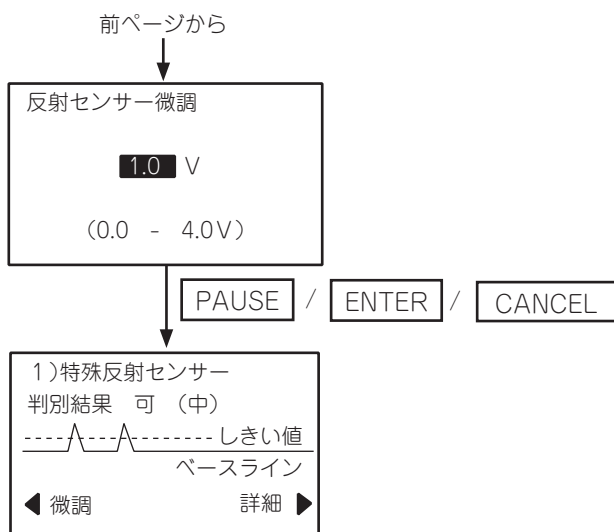 前ページから
反射センサー微調
1.0 V
(0.0 - 4.0V)
PAUSE / ENTER / CANCEL
1)特殊反射センサー
判別結果 可 (中)
しきい値
ベースライン
◀ 微調 詳細 ▶